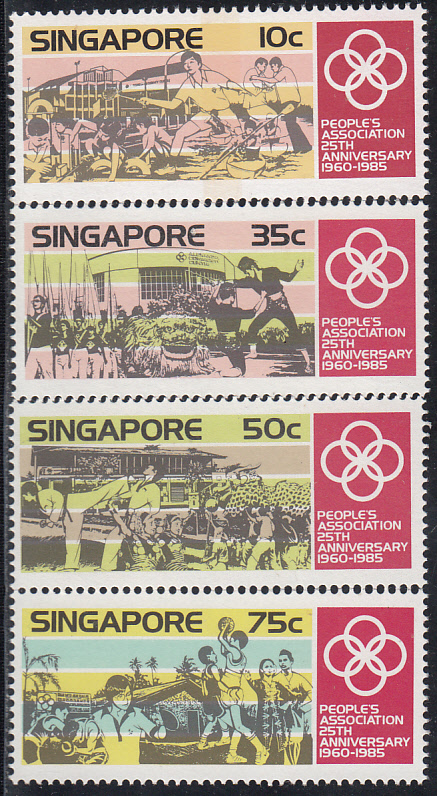 SINGAPORE 10c
PEOPLE'S
ASSOCIATION
25TH
ANNIVERSARY
1960-1985
SINGAPORE 35c
PEOPLE'S
ASSOCIATION
25TH
ANNIVERSARY
1960-1985
SINGAPORE 50c
PEOPLE'S
ASSOCIATION
25TH
ANNIVERSARY
1960-1985
SINGAPORE 75c
PEOPLE'S
ASSOCIATION
25TH
ANNIVERSARY
1960-1985